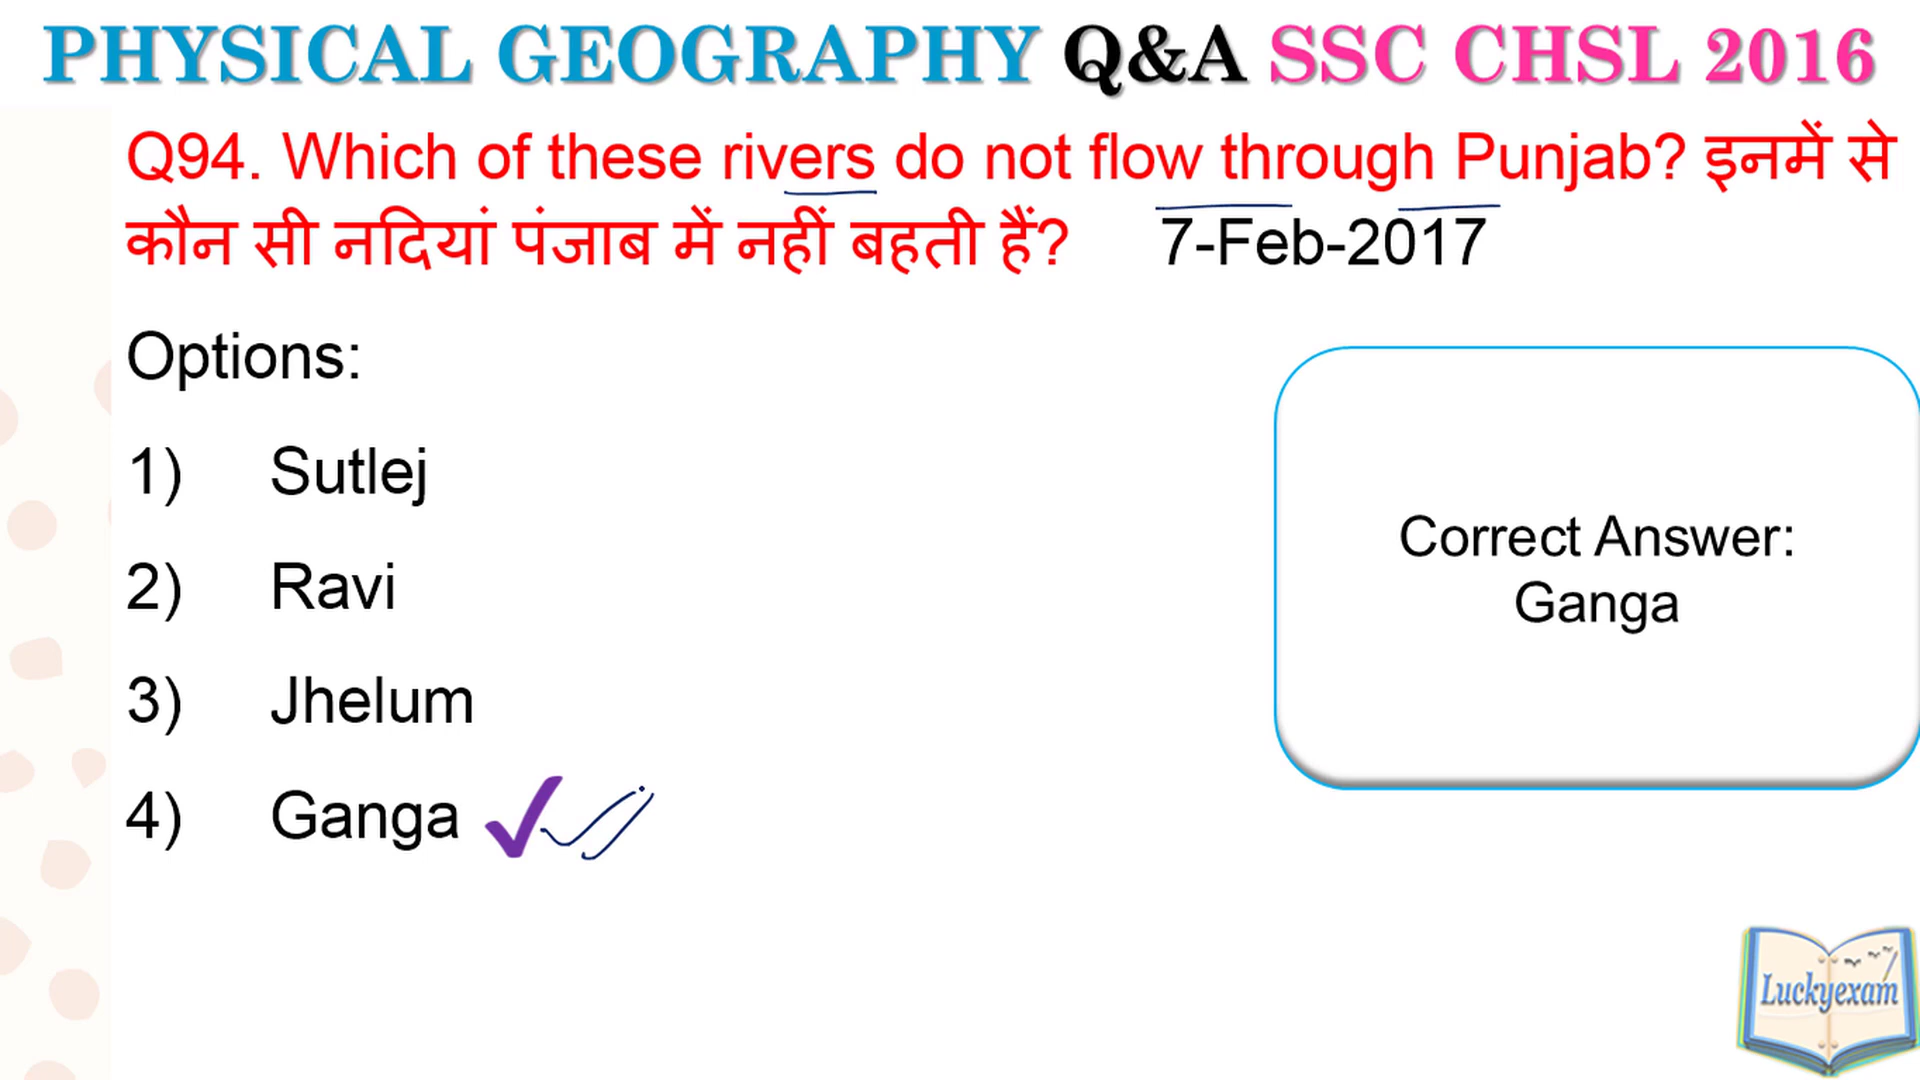 PHYSICAL GEOGRAPHY Q&A SSC CHSL 2016
Q94. Which of these rivers do not flow through Punjab? इनमें से
कौन सी नदियां पंजाब में नहीं बहती हैं? 7-Feb-2017
Options:
1) Sutlej
2) Ravi
3) Jhelum
4) Ganga
Correct Answer:
Ganga
Luckyexam